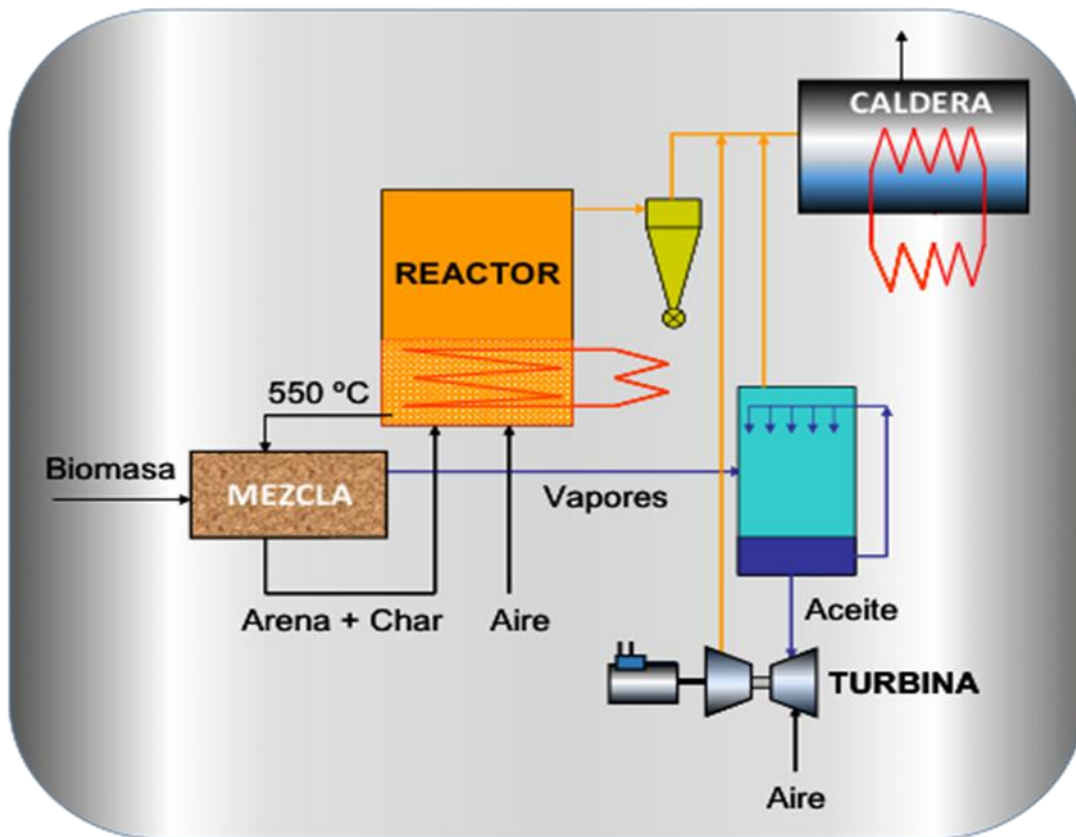 CALDERA
REACTOR
550 ºC
Biomasa
MEZCLA
Vapores
Arena + Char
Aire
Aceite
TURBINA
Aire